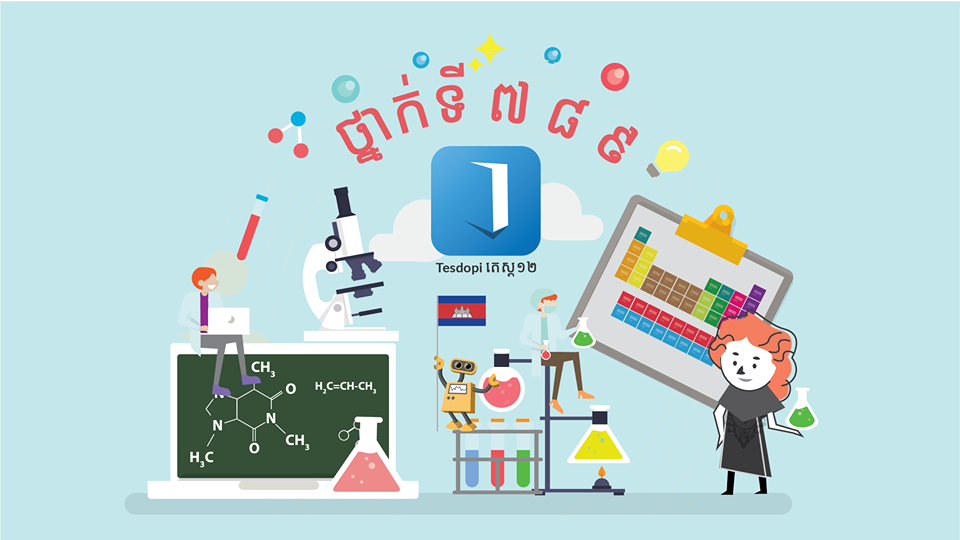 ថ្នាក់ទី ៧ ៨ ៩
Tesdopi តេស្ត១២
CH₃
O
H₂C=CH-CH₃
N
N
N
CH₃
O
H₃C